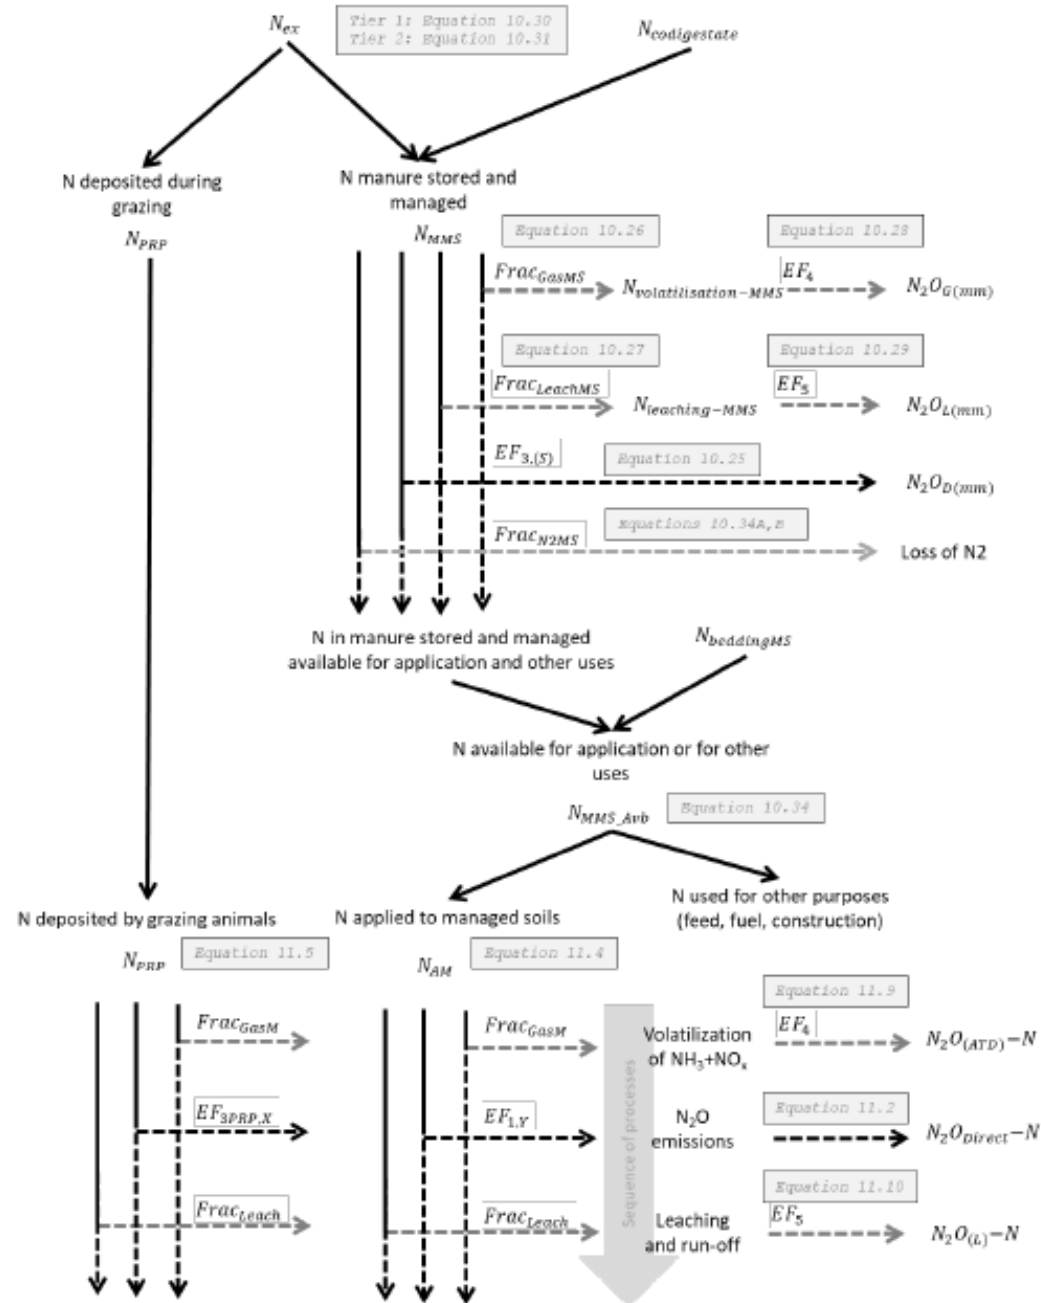 N_ex
Tier 1: Equation 10.30
Tier 2: Equation 10.31
N_codigestate
N deposited during
grazing
N_PRP
N manure stored and
managed
N_MMS
Equation 10.26
Equation 10.28
Frac_GasMS
N_volatilisation-MMS
EF_4
N_2O_G(mm)
Equation 10.27
Equation 10.29
Frac_LeachMS
N_leaching-MMS
EF_5
N_2O_L(mm)
EF_3,(S)
Equation 10.25
N_2O_D(mm)
Frac_N2MS
Equations 10.34A,B
Loss of N2
N in manure stored and managed
available for application and other uses
N_beddingMS
N available for application or for other
uses
N_MMS_Avb
Equation 10.34
N deposited by grazing animals
N_PRP
Equation 11.5
N applied to managed soils
N_AM
Equation 11.4
N used for other purposes
(feed, fuel, construction)
Frac_GasM
Frac_GasM
Sequence of processes
Volatilization
of NH_3+NO_x
Equation 11.9
EF_4
N_2O_(ATD)−N
EF_3PRP,X
EF_1,Y
N_2O
emissions
Equation 11.2
N_2O_Direct−N
Frac_Leach
Frac_Leach
Leaching
and run-off
Equation 11.10
EF_5
N_2O_(L)−N